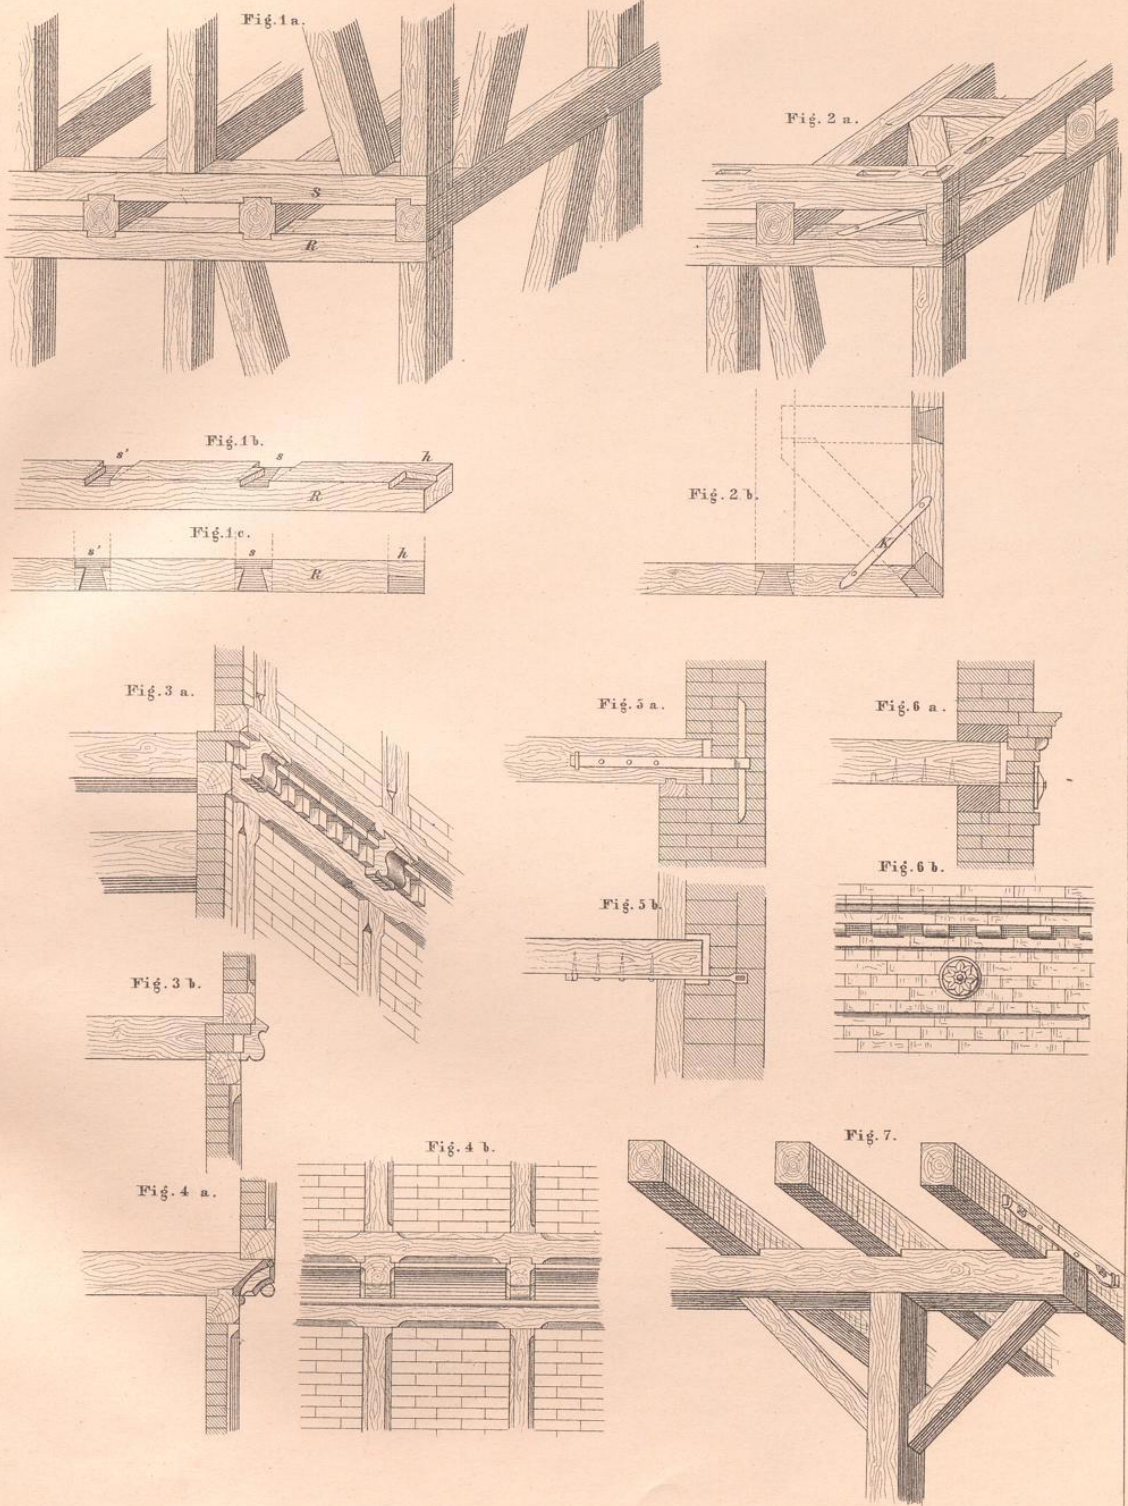 Fig. 1 a.
S
R
Fig. 2 a.
Fig. 1 b.
s'
s
h
R
Fig. 1 c.
s'
s
h
R
Fig. 2 b.
K
Fig. 3 a.
Fig. 5 a.
Fig. 6 a.
Fig. 6 b.
Fig. 5 b.
Fig. 3 b.
Fig. 4 b.
Fig. 7.
Fig. 4 a.